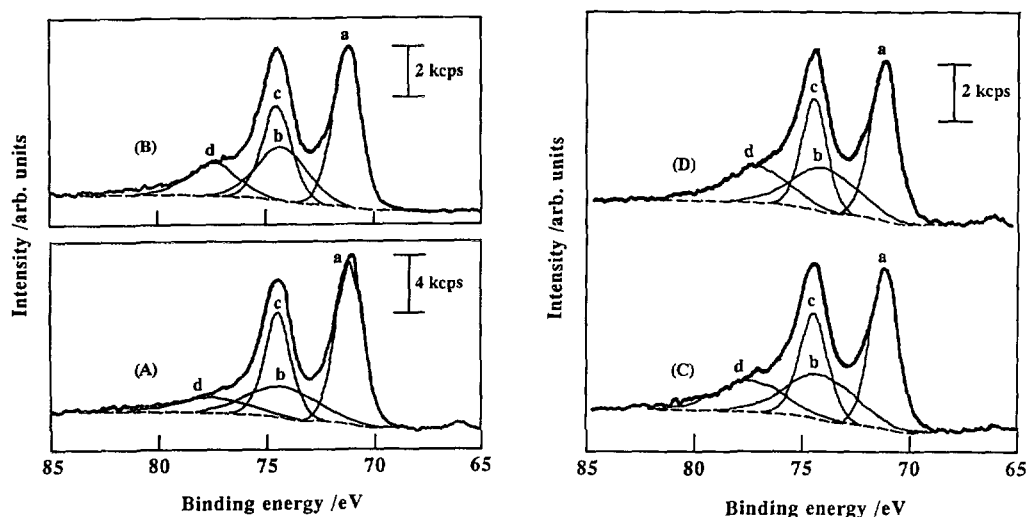 a
2 kcps
c
(B)
b
d
a
4 kcps
c
(A)
b
d
85 80 75 70 65
Binding energy /eV
Intensity /arb. units
a
2 kcps
c
(D)
d
b
a
c
(C)
b
d
85 80 75 70 65
Binding energy /eV
Intensity /arb. units